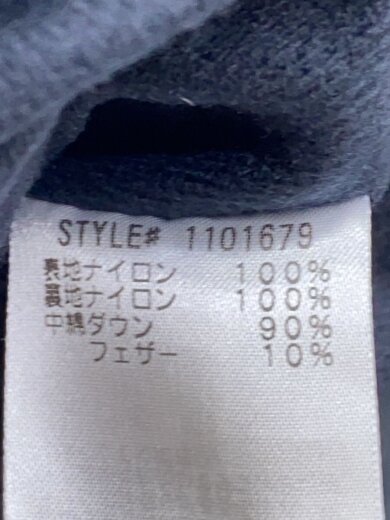 STYLE# 1101679
表地ナイロン 100%
裏地ナイロン 100%
中綿ダウン 90%
フェザー 10%